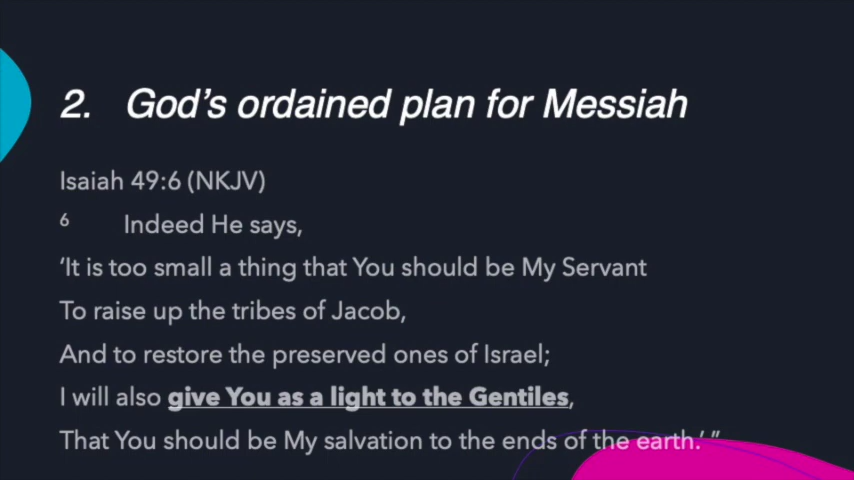 2. God's ordained plan for Messiah
Isaiah 49:6 (NKJV)
6 Indeed He says,
‘It is too small a thing that You should be My Servant
To raise up the tribes of Jacob,
And to restore the preserved ones of Israel;
I will also give You as a light to the Gentiles,
That You should be My salvation to the ends of the earth.’ ”